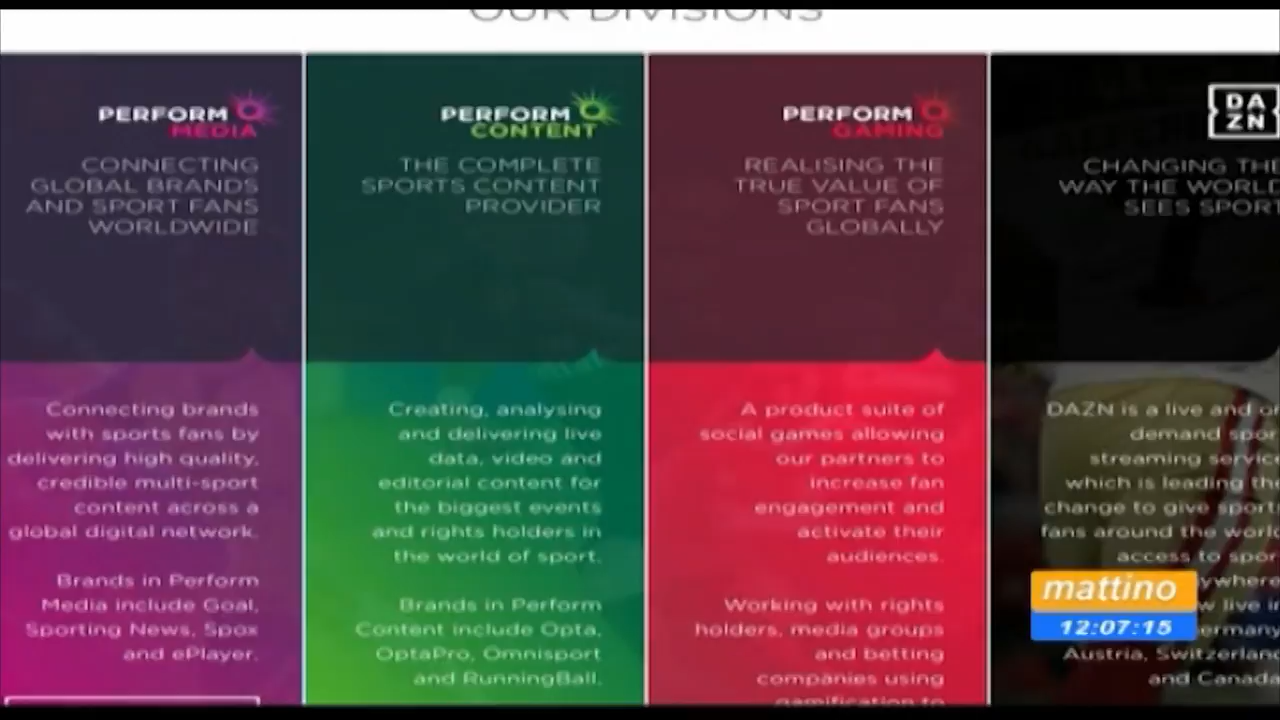 OUR DIVISIONS
PERFORM
MEDIA
CONNECTING
GLOBAL BRANDS
AND SPORT FANS
WORLDWIDE
Connecting brands
with sports fans by
delivering high quality,
credible multi-sport
content across a
global digital network.
Brands in Perform
Media include Goal,
Sporting News, Spox
and ePlayer.
PERFORM
CONTENT
THE COMPLETE
SPORTS CONTENT
PROVIDER
Creating, analysing
and delivering live
data, video and
editorial content for
the biggest events
and rights holders in
the world of sport.
Brands in Perform
Content include Opta,
OptaPro, Omnisport
and RunningBall.
PERFORM
GAMING
REALISING THE
TRUE VALUE OF
SPORT FANS
GLOBALLY
A product suite of
social games allowing
our partners to
increase fan
engagement and
activate their
audiences.
Working with rights
holders, media groups
and betting
companies using
gamification to
DA
ZN
CHANGING THE
WAY THE WORLD
SEES SPORT
DAZN is a live and
demand
streaming service
which is leading the
change to give
fans around the world
access to
live
Austria, Switzerland
and Canada
mattino
12:07:15